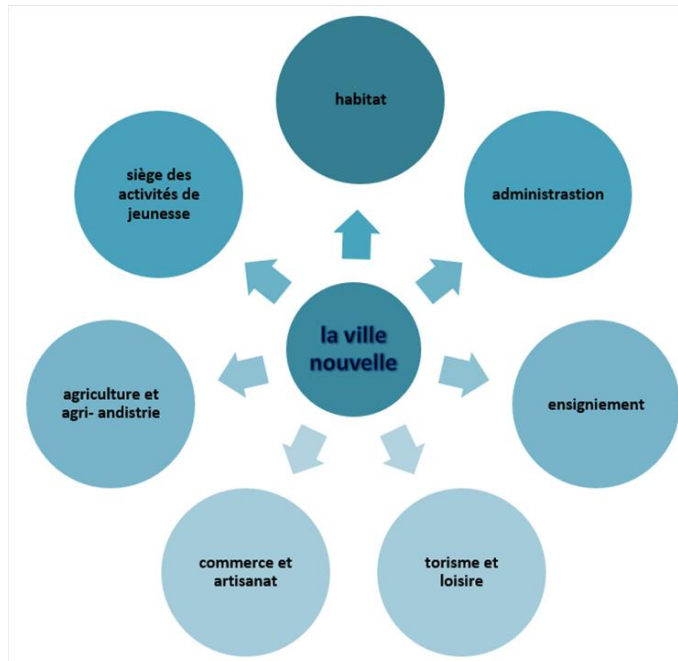 habitat
siège des
activités de
jeunesse
administrastion
la ville
nouvelle
agriculture et
agri- andistrie
ensigniement
commerce et
artisanat
torisme et
loisire